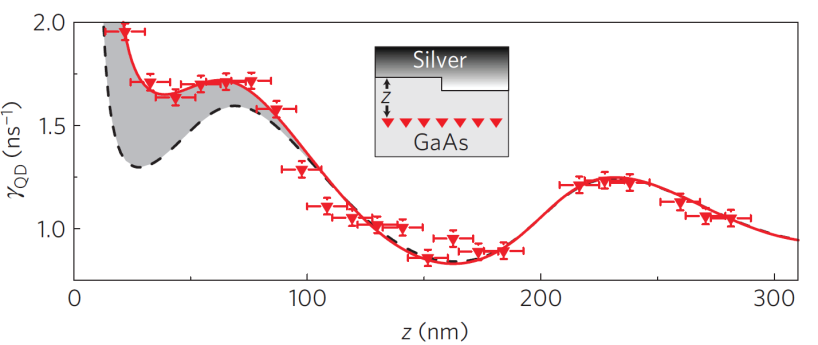 2.0
1.5
1.0
γQD (ns−1)
Silver
z
GaAs
0
100
200
300
z (nm)